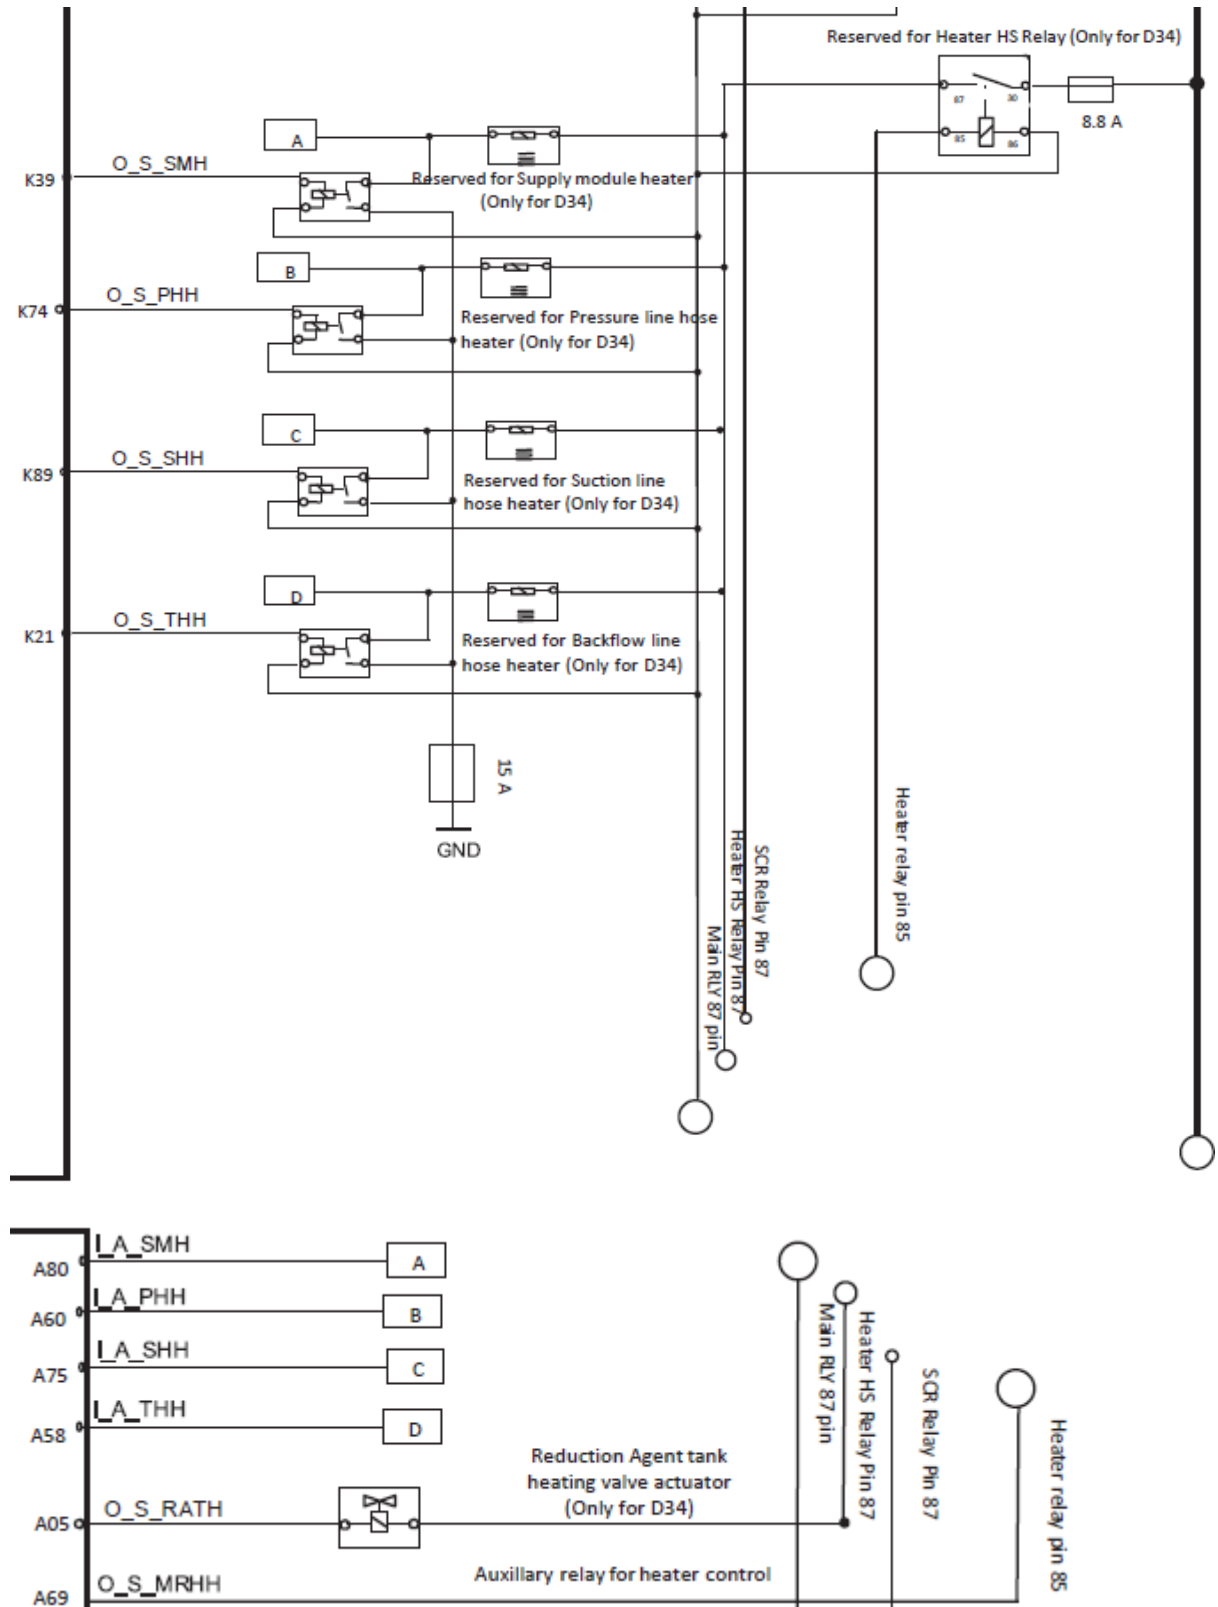 Reserved for Heater HS Relay (Only for D34)
87
30
85
86
8.8 A
A
O_S_SMH
K39
Reserved for Supply module heater
(Only for D34)
B
O_S_PHH
K74
Reserved for Pressure line hose
heater (Only for D34)
C
O_S_SHH
K89
Reserved for Suction line
hose heater (Only for D34)
D
O_S_THH
K21
Reserved for Backflow line
hose heater (Only for D34)
15 A
GND
Main RLY 87 pin
Heater HS Relay Pin 87
SCR Relay Pin 87
Heater relay pin 85
I_A_SMH
A80
A
I_A_PHH
A60
B
I_A_SHH
A75
C
I_A_THH
A58
D
Main RLY 87 pin
Heater HS Relay Pin 87
SCR Relay Pin 87
Heater relay pin 85
Reduction Agent tank
heating valve actuator
(Only for D34)
O_S_RATH
A05
Auxillary relay for heater control
O_S_MRHH
A69